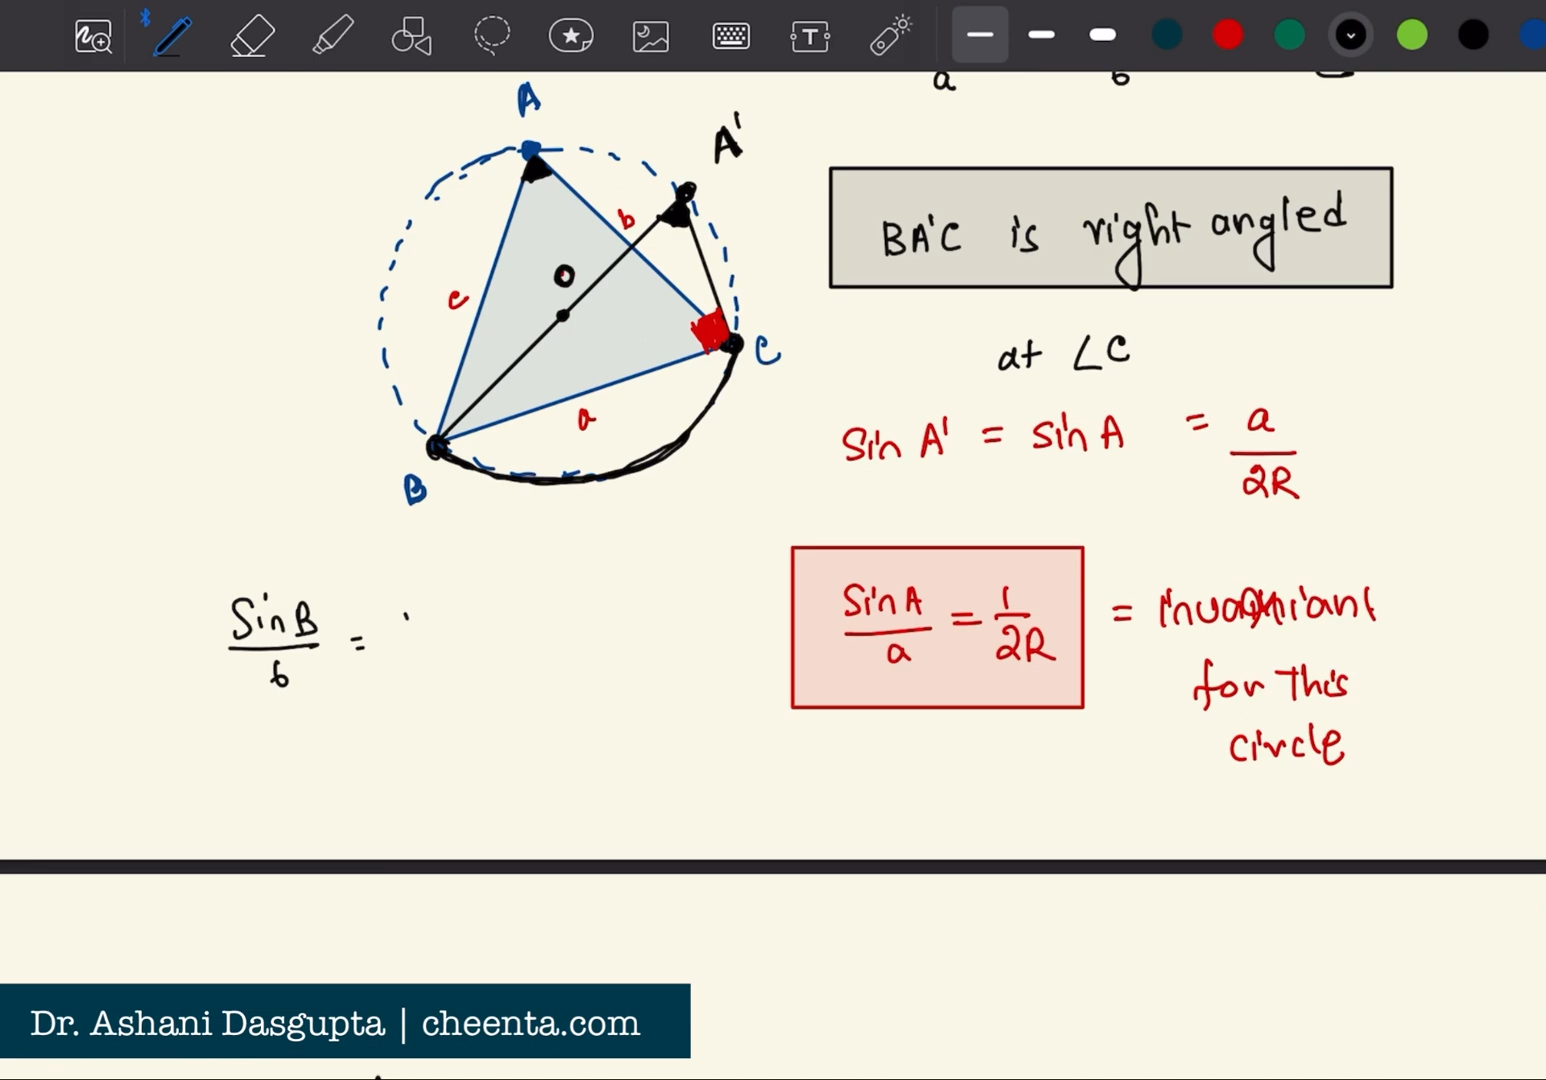 a b
A
A'
b
BA'C is right angled
O
c
at ∠C
C
a
Sin A' = Sin A = a / 2R
B
Sin A / a = 1 / 2R = invariant
Sin B / b =
for this
circle
Dr. Ashani Dasgupta | cheenta.com
T